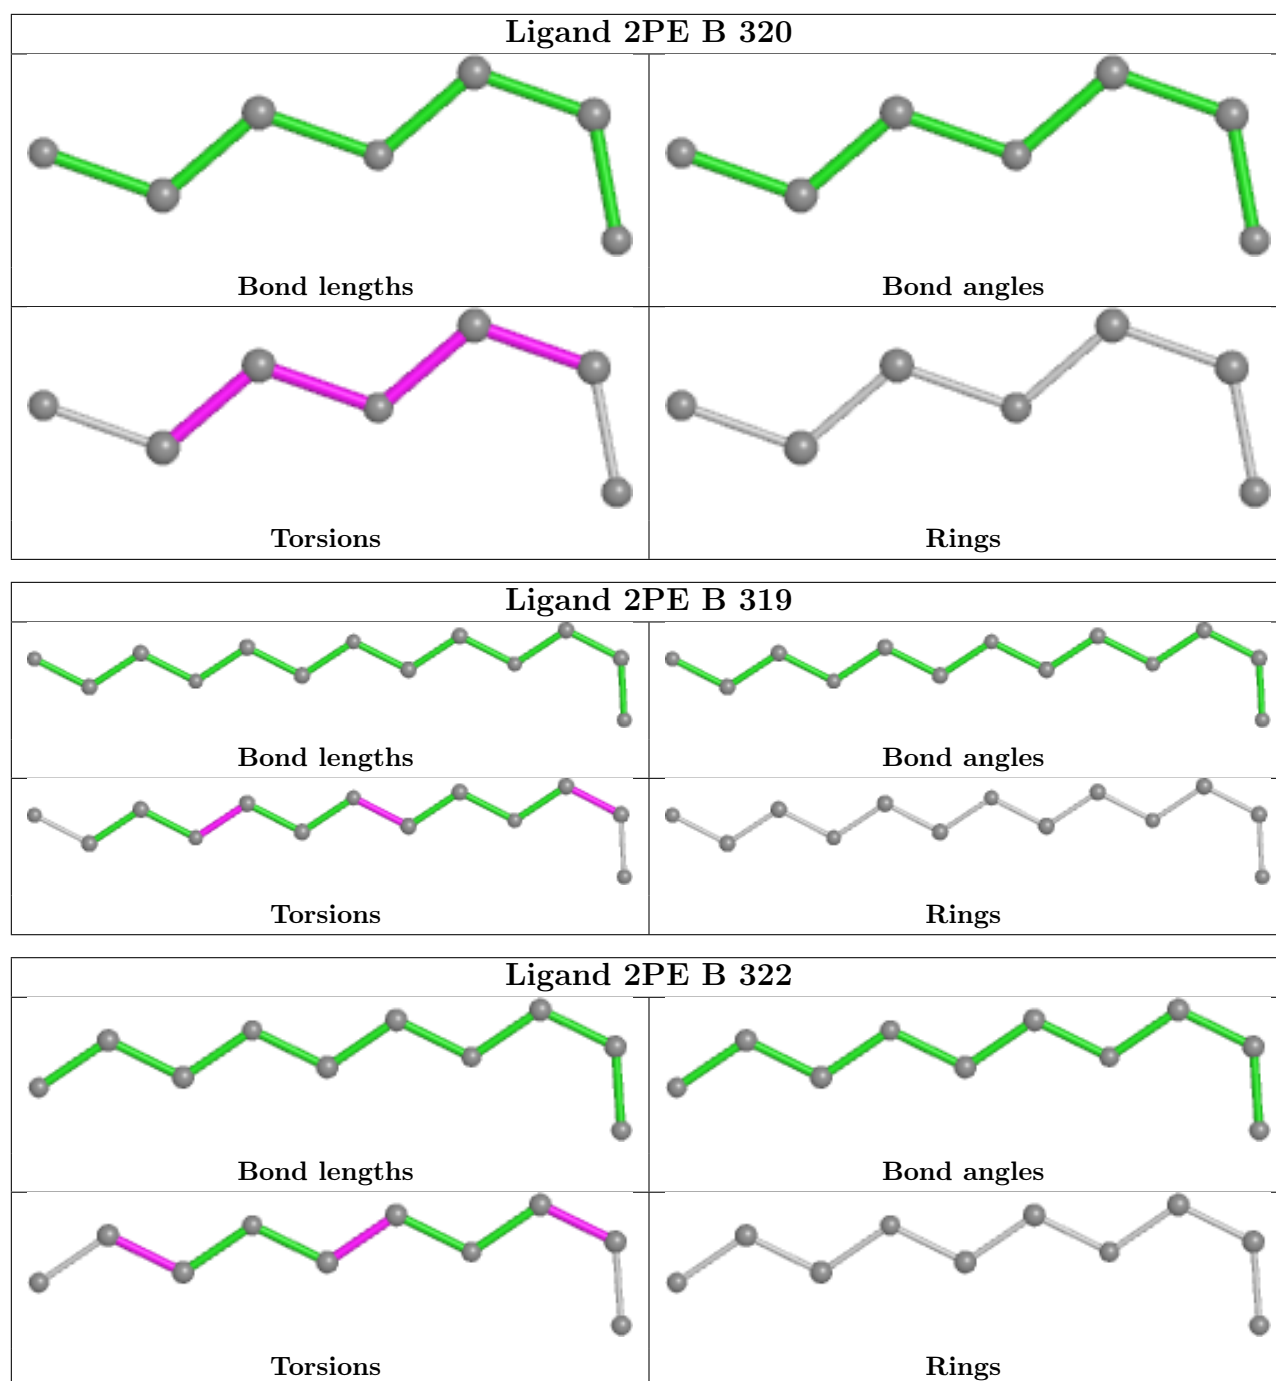 Ligand 2PE B 320
Bond lengths
Bond angles
Torsions
Rings
Ligand 2PE B 319
Bond lengths
Bond angles
Torsions
Rings
Ligand 2PE B 322
Bond lengths
Bond angles
Torsions
Rings